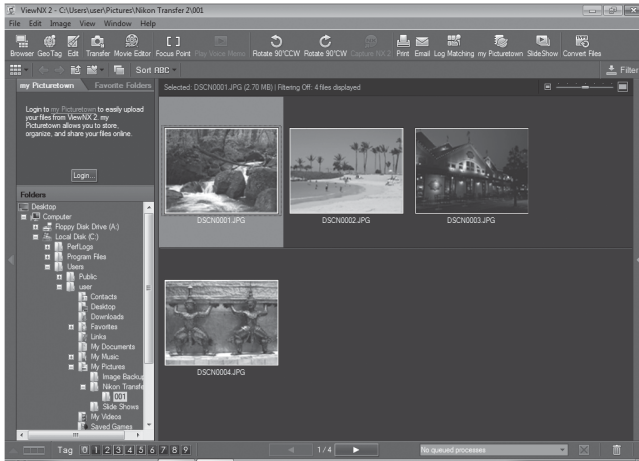 ViewNX 2 - C:\Users\user\Pictures\Nikon Transfer 2\001
File Edit Image View Window Help
Browser GeoTag Edit Transfer Movie Editor Focus Point Play Voice Memo Rotate 90°CCW Rotate 90°CW Capture NX 2 Print Email Log Matching my Picturetown SlideShow Convert Files
Sort ABC Filter
my Picturetown Favorite Folders
Selected: DSCN0001.JPG (2.70 MB) | Filtering Off: 4 files displayed
Login to my Picturetown to easily upload
your files from ViewNX 2. my
Picturetown allows you to store,
organize, and share your files online.
Login...
DSCN0001.JPG DSCN0002.JPG DSCN0003.JPG
Folders
Desktop
Computer
Floppy Disk Drive (A:)
Local Disk (C:)
PerfLogs
Program Files
Users
Public
user
Contacts
Desktop
Downloads
Favorites
Links
My Documents
My Music
My Pictures
Image Backup
Nikon Transfe
001
Slide Shows
My Videos
Saved Games
DSCN0004.JPG
Tag 0 1 2 3 4 5 6 7 8 9
1/4
No queued processes